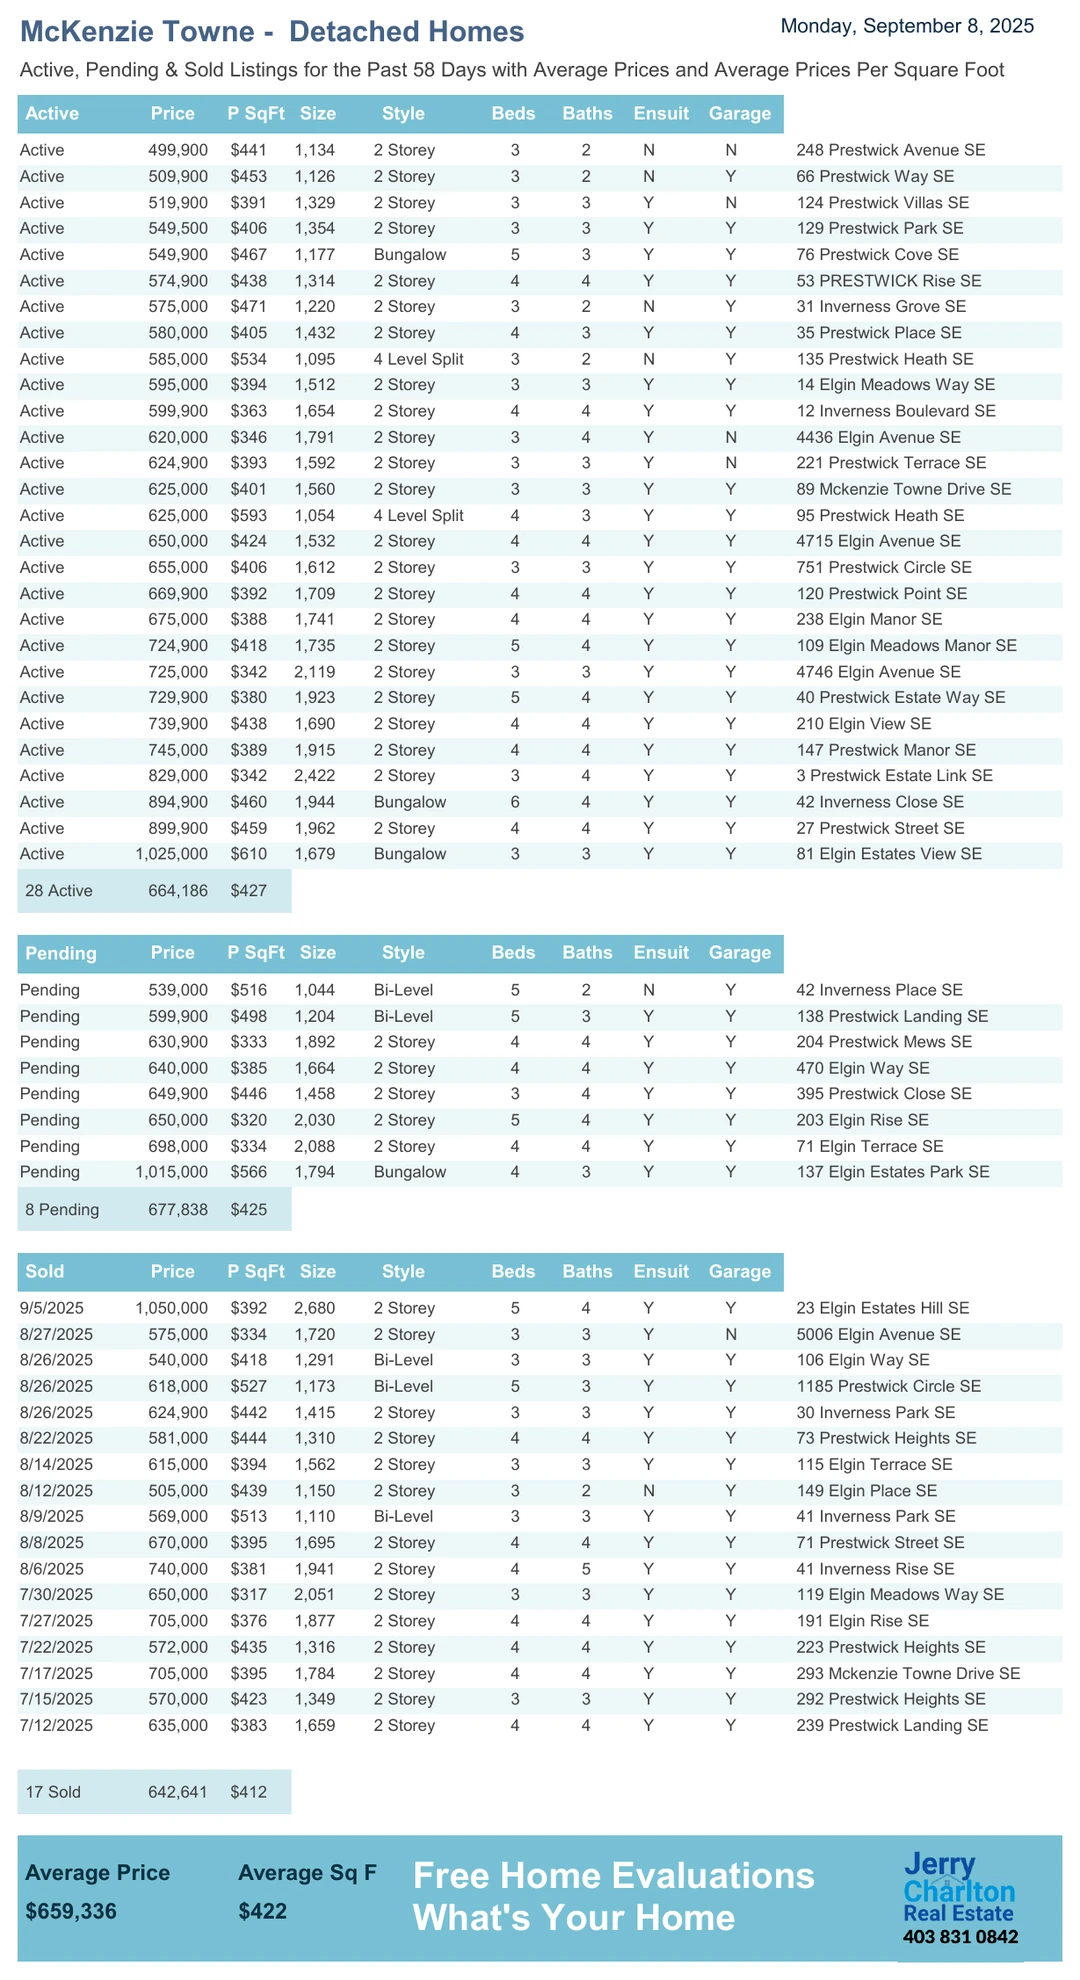 McKenzie Towne -  Detached Homes
Monday, September 8, 2025
Active, Pending & Sold Listings for the Past 58 Days with Average Prices and Average Prices Per Square Foot
Active Price P SqFt Size Style Beds Baths Ensuit Garage
Active 499,900 $441 1,134 2 Storey 3 2 N N 248 Prestwick Avenue SE
Active 509,900 $453 1,126 2 Storey 3 2 N Y 66 Prestwick Way SE
Active 519,900 $391 1,329 2 Storey 3 3 Y N 124 Prestwick Villas SE
Active 549,500 $406 1,354 2 Storey 3 3 Y Y 129 Prestwick Park SE
Active 549,900 $467 1,177 Bungalow 5 3 Y Y 76 Prestwick Cove SE
Active 574,900 $438 1,314 2 Storey 4 4 Y Y 53 PRESTWICK Rise SE
Active 575,000 $471 1,220 2 Storey 3 2 N Y 31 Inverness Grove SE
Active 580,000 $405 1,432 2 Storey 4 3 Y Y 35 Prestwick Place SE
Active 585,000 $534 1,095 4 Level Split 3 2 N Y 135 Prestwick Heath SE
Active 595,000 $394 1,512 2 Storey 3 3 Y Y 14 Elgin Meadows Way SE
Active 599,900 $363 1,654 2 Storey 4 4 Y Y 12 Inverness Boulevard SE
Active 620,000 $346 1,791 2 Storey 3 4 Y N 4436 Elgin Avenue SE
Active 624,900 $393 1,592 2 Storey 3 3 Y N 221 Prestwick Terrace SE
Active 625,000 $401 1,560 2 Storey 3 3 Y Y 89 Mckenzie Towne Drive SE
Active 625,000 $593 1,054 4 Level Split 4 3 Y Y 95 Prestwick Heath SE
Active 650,000 $424 1,532 2 Storey 4 4 Y Y 4715 Elgin Avenue SE
Active 655,000 $406 1,612 2 Storey 3 3 Y Y 751 Prestwick Circle SE
Active 669,900 $392 1,709 2 Storey 4 4 Y Y 120 Prestwick Point SE
Active 675,000 $388 1,741 2 Storey 4 4 Y Y 238 Elgin Manor SE
Active 724,900 $418 1,735 2 Storey 5 4 Y Y 109 Elgin Meadows Manor SE
Active 725,000 $342 2,119 2 Storey 3 3 Y Y 4746 Elgin Avenue SE
Active 729,900 $380 1,923 2 Storey 5 4 Y Y 40 Prestwick Estate Way SE
Active 739,900 $438 1,690 2 Storey 4 4 Y Y 210 Elgin View SE
Active 745,000 $389 1,915 2 Storey 4 4 Y Y 147 Prestwick Manor SE
Active 829,000 $342 2,422 2 Storey 3 4 Y Y 3 Prestwick Estate Link SE
Active 894,900 $460 1,944 Bungalow 6 4 Y Y 42 Inverness Close SE
Active 899,900 $459 1,962 2 Storey 4 4 Y Y 27 Prestwick Street SE
Active 1,025,000 $610 1,679 Bungalow 3 3 Y Y 81 Elgin Estates View SE
28 Active 664,186 $427
Pending Price P SqFt Size Style Beds Baths Ensuit Garage
Pending 539,000 $516 1,044 Bi-Level 5 2 N Y 42 Inverness Place SE
Pending 599,900 $498 1,204 Bi-Level 5 3 Y Y 138 Prestwick Landing SE
Pending 630,900 $333 1,892 2 Storey 4 4 Y Y 204 Prestwick Mews SE
Pending 640,000 $385 1,664 2 Storey 4 4 Y Y 470 Elgin Way SE
Pending 649,900 $446 1,458 2 Storey 3 4 Y Y 395 Prestwick Close SE
Pending 650,000 $320 2,030 2 Storey 5 4 Y Y 203 Elgin Rise SE
Pending 698,000 $334 2,088 2 Storey 4 4 Y Y 71 Elgin Terrace SE
Pending 1,015,000 $566 1,794 Bungalow 4 3 Y Y 137 Elgin Estates Park SE
8 Pending 677,838 $425
Sold Price P SqFt Size Style Beds Baths Ensuit Garage
9/5/2025 1,050,000 $392 2,680 2 Storey 5 4 Y Y 23 Elgin Estates Hill SE
8/27/2025 575,000 $334 1,720 2 Storey 3 3 Y N 5006 Elgin Avenue SE
8/26/2025 540,000 $418 1,291 Bi-Level 3 3 Y Y 106 Elgin Way SE
8/26/2025 618,000 $527 1,173 Bi-Level 5 3 Y Y 1185 Prestwick Circle SE
8/26/2025 624,900 $442 1,415 2 Storey 3 3 Y Y 30 Inverness Park SE
8/22/2025 581,000 $444 1,310 2 Storey 4 4 Y Y 73 Prestwick Heights SE
8/14/2025 615,000 $394 1,562 2 Storey 3 3 Y Y 115 Elgin Terrace SE
8/12/2025 505,000 $439 1,150 2 Storey 3 2 N Y 149 Elgin Place SE
8/9/2025 569,000 $513 1,110 Bi-Level 3 3 Y Y 41 Inverness Park SE
8/8/2025 670,000 $395 1,695 2 Storey 4 4 Y Y 71 Prestwick Street SE
8/6/2025 740,000 $381 1,941 2 Storey 4 5 Y Y 41 Inverness Rise SE
7/30/2025 650,000 $317 2,051 2 Storey 3 3 Y Y 119 Elgin Meadows Way SE
7/27/2025 705,000 $376 1,877 2 Storey 4 4 Y Y 191 Elgin Rise SE
7/22/2025 572,000 $435 1,316 2 Storey 4 4 Y Y 223 Prestwick Heights SE
7/17/2025 705,000 $395 1,784 2 Storey 4 4 Y Y 293 Mckenzie Towne Drive SE
7/15/2025 570,000 $423 1,349 2 Storey 3 3 Y Y 292 Prestwick Heights SE
7/12/2025 635,000 $383 1,659 2 Storey 4 4 Y Y 239 Prestwick Landing SE
17 Sold 642,641 $412
Average Price Average Sq F
$659,336 $422
Free Home Evaluations
What's Your Home
Jerry
Charlton
Real Estate
403 831 0842